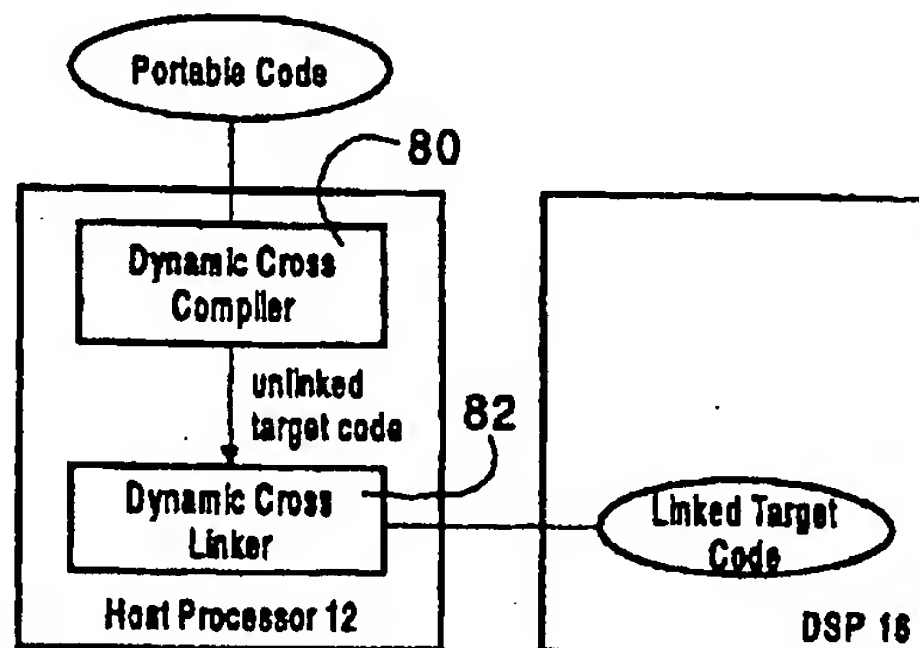 Portable Code
80
Dynamic Cross
Compiler
unlinked
target code
82
Dynamic Cross
Linker
Linked Target
Code
Host Processor 12
DSP 16